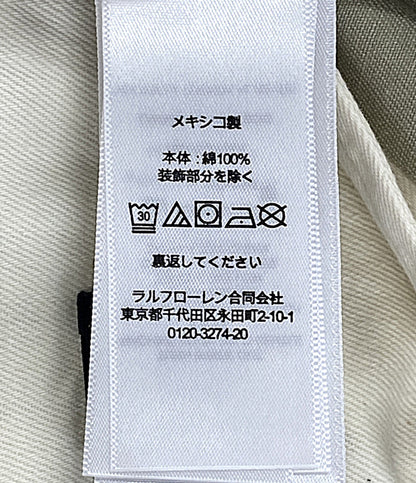 メキシコ製
本体：綿100%
装飾部分を除く
30
裏返してください
ラルフローレン合同会社
東京都千代田区永田町2-10-1
0120-3274-20